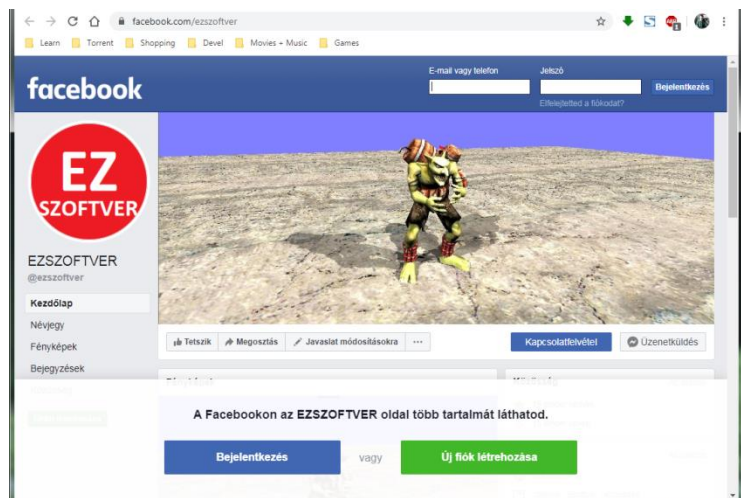 facebook.com/ezszoftver
Learn Torrent Shopping Devel Movies + Music Games
facebook
E-mail vagy telefon
Jelszó
Bejelentkezés
Elfelejtetted a fiókodat?
EZ
SZOFTVER
EZSZOFTVER
@ezszoftver
Kezdőlap
Névjegy
Fényképek
Bejegyzések
Tetszik Megosztás Javaslat módosításokra ...
Kapcsolatfelvétel Üzenetküldés
A Facebookon az EZSZOFTVER oldal több tartalmát láthatod.
Bejelentkezés vagy Új fiók létrehozása